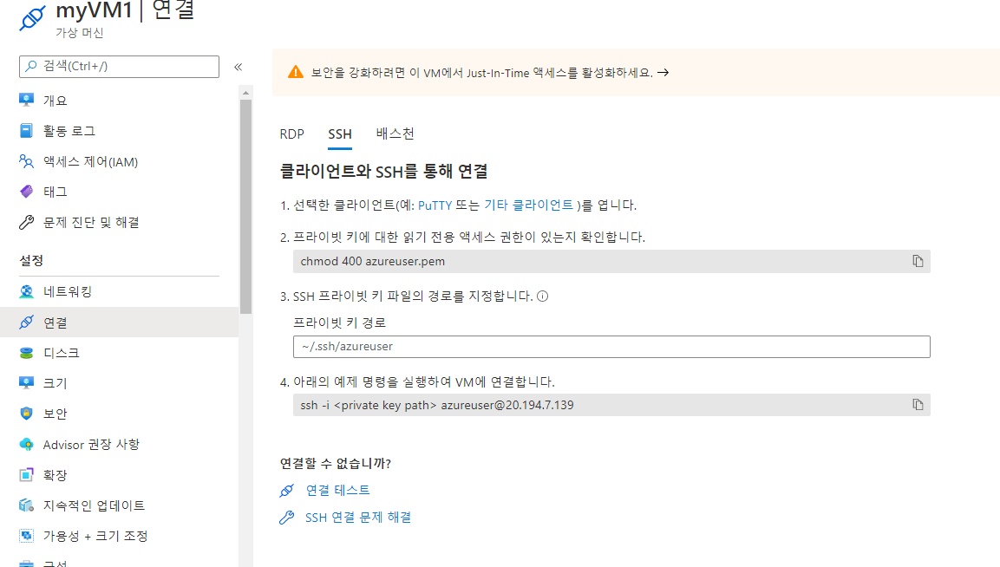 myVM1 | 연결
가상 머신
검색(Ctrl+/)
«
개요
활동 로그
액세스 제어(IAM)
태그
문제 진단 및 해결
설정
네트워킹
연결
디스크
크기
보안
Advisor 권장 사항
확장
지속적인 업데이트
가용성 + 크기 조정
구성
보안을 강화하려면 이 VM에서 Just-In-Time 액세스를 활성화하세요. →
RDP SSH 배스천
클라이언트와 SSH를 통해 연결
1. 선택한 클라이언트(예: PuTTY 또는 기타 클라이언트 )를 엽니다.
2. 프라이빗 키에 대한 읽기 전용 액세스 권한이 있는지 확인합니다.
chmod 400 azureuser.pem
3. SSH 프라이빗 키 파일의 경로를 지정합니다.
프라이빗 키 경로
~/.ssh/azureuser
4. 아래의 예제 명령을 실행하여 VM에 연결합니다.
ssh -i <private key path> azureuser@20.194.7.139
연결할 수 없습니까?
연결 테스트
SSH 연결 문제 해결